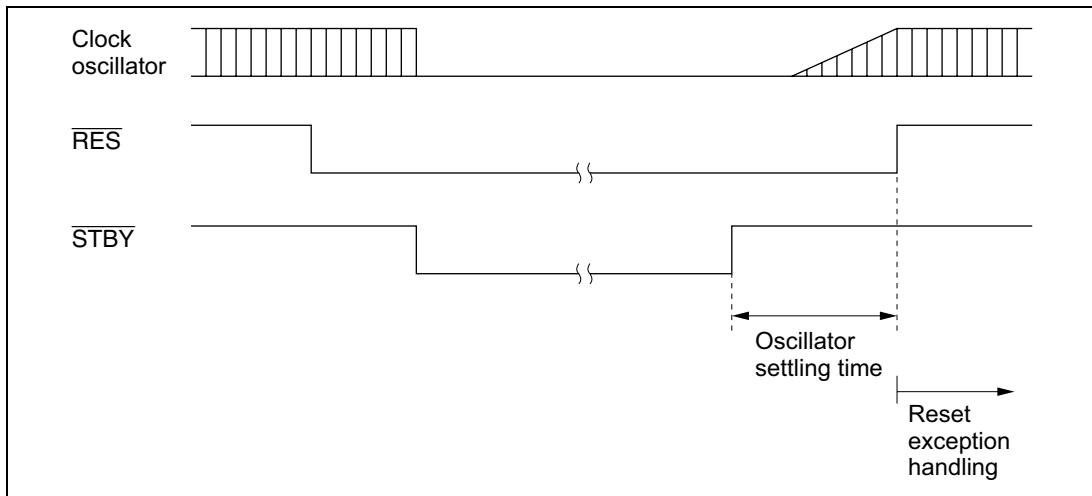 Clock
oscillator
RES
STBY
Oscillator
settling time
Reset
exception
handling